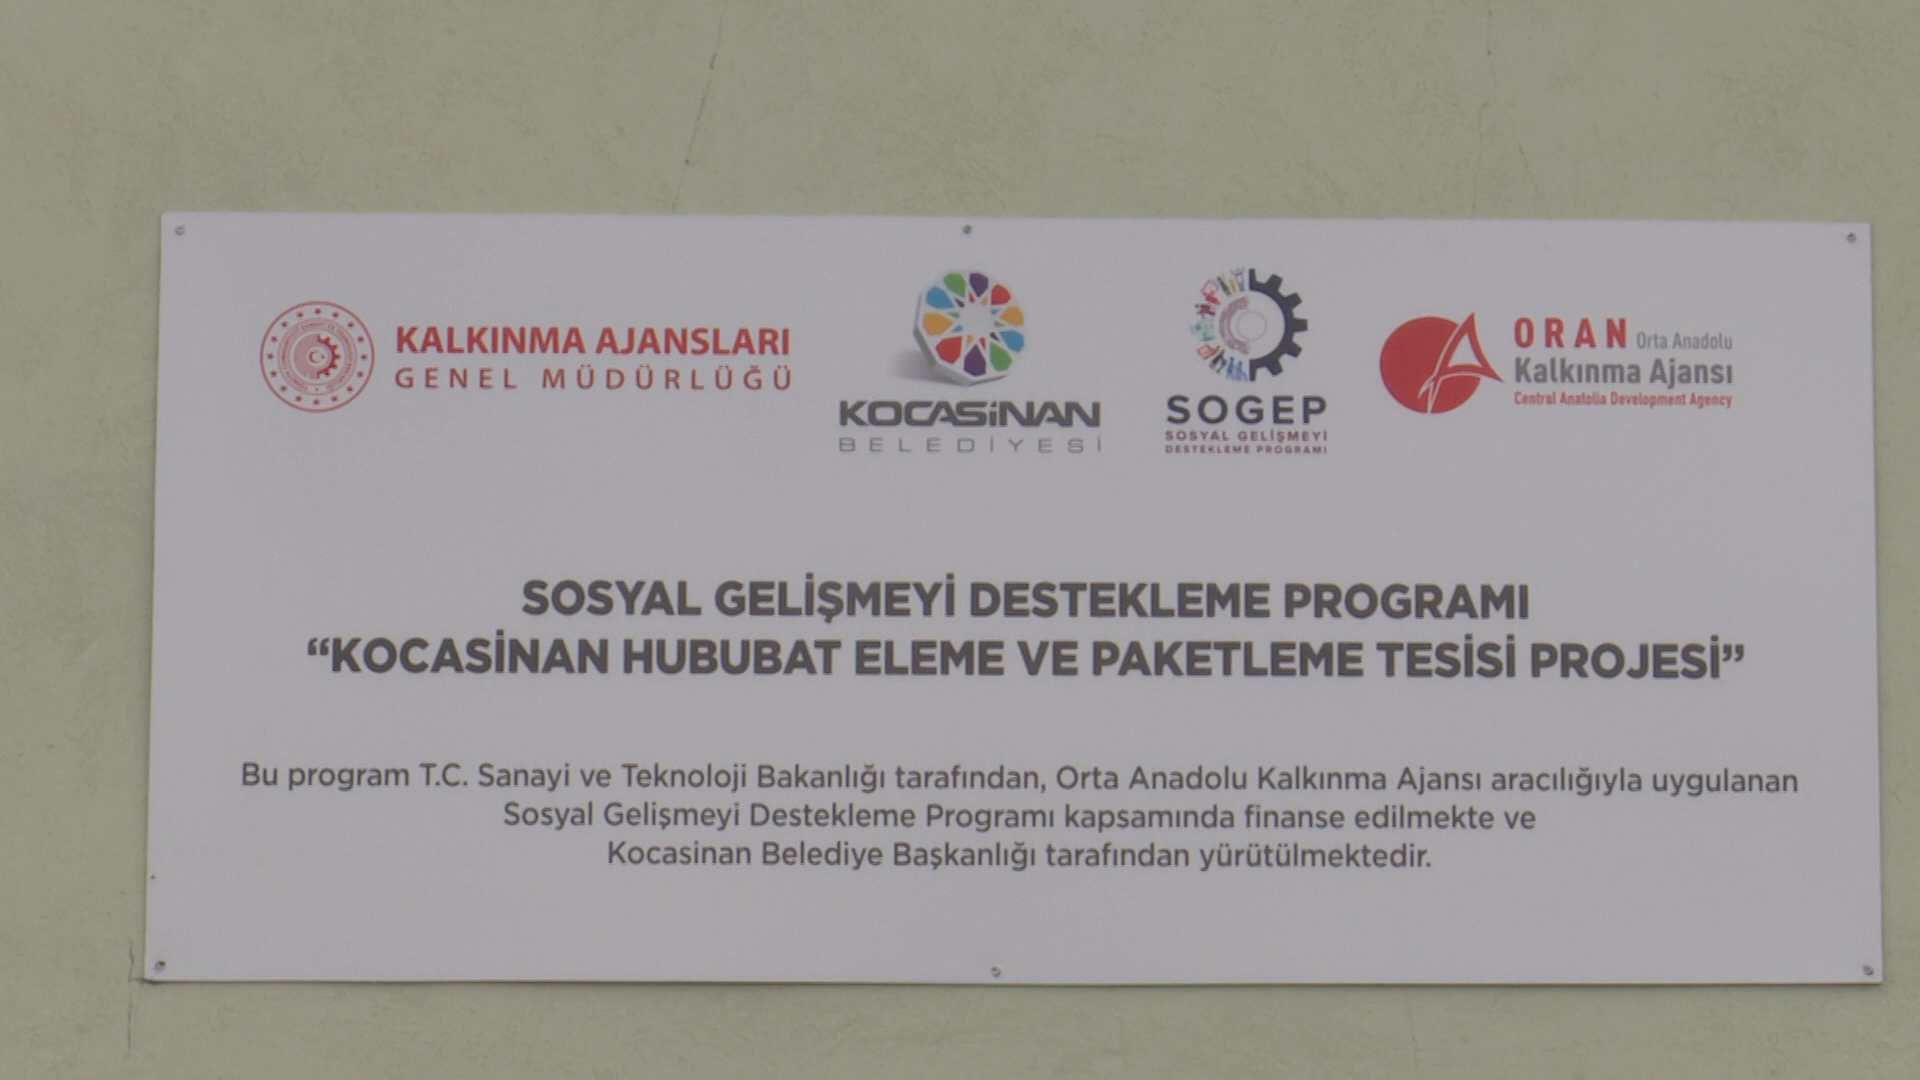 KALKINMA AJANSLARI
GENEL MÜDÜRLÜĞÜ
KOCASİNAN
BELEDİYESİ
SOGEP
SOSYAL GELİŞMEYİ
DESTEKLEME PROGRAMI
ORAN Orta Anadolu
Kalkınma Ajansı
Central Anatolia Development Agency
SOSYAL GELİŞMEYİ DESTEKLEME PROGRAMI
“KOCASİNAN HUBUBAT ELEME VE PAKETLEME TESİSİ PROJESİ”
Bu program T.C. Sanayi ve Teknoloji Bakanlığı tarafından, Orta Anadolu Kalkınma Ajansı aracılığıyla uygulanan
Sosyal Gelişmeyi Destekleme Programı kapsamında finanse edilmekte ve
Kocasinan Belediye Başkanlığı tarafından yürütülmektedir.